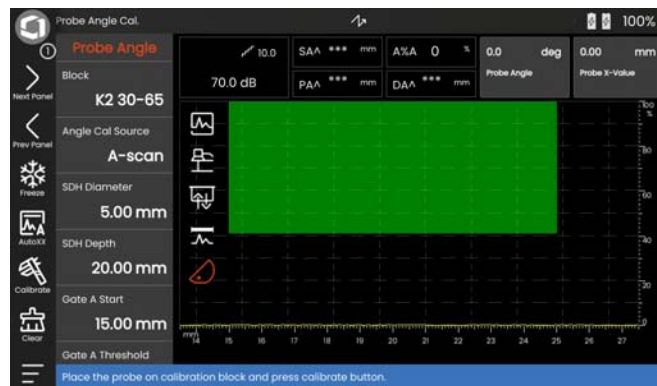 Probe Angle Cal.
100%
1
Next Panel
Prev Panel
Freeze
AutoXX
Calibrate
Clear
Probe Angle
Block
K2 30-65
Angle Cal Source
A-scan
SDH Diameter
5.00 mm
SDH Depth
20.00 mm
Gate A Start
15.00 mm
Gate A Threshold
10.0
70.0 dB
SA^ *** mm
PA^ *** mm
A%A 0 %
DA^ *** mm
0.0 deg
Probe Angle
0.00 mm
Probe X-Value
100
%
80
60
40
20
0
mm
14 15 16 17 18 19 20 21 22 23 24 25 26 27
Place the probe on calibration block and press calibrate button.